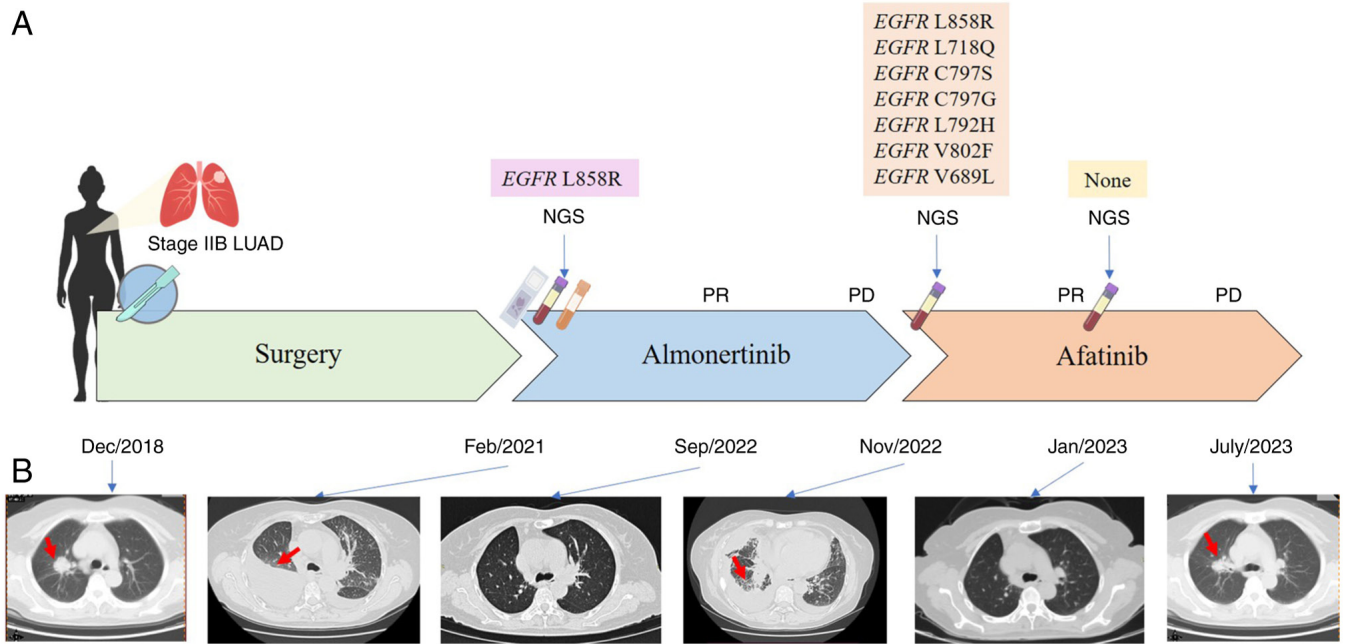 A
EGFR L858R
EGFR L718Q
EGFR C797S
EGFR C797G
EGFR L792H
EGFR V802F
EGFR V689L
EGFR L858R
None
NGS
NGS
NGS
Stage IIB LUAD
PR
PD
PR
PD
Surgery
Almonertinib
Afatinib
B
Dec/2018
Feb/2021
Sep/2022
Nov/2022
Jan/2023
July/2023